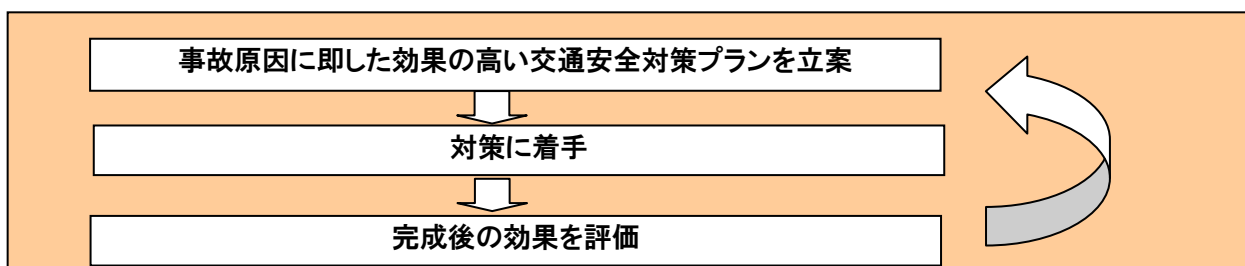 事故原因に即した効果の高い交通安全対策プランを立案
対策に着手
完成後の効果を評価